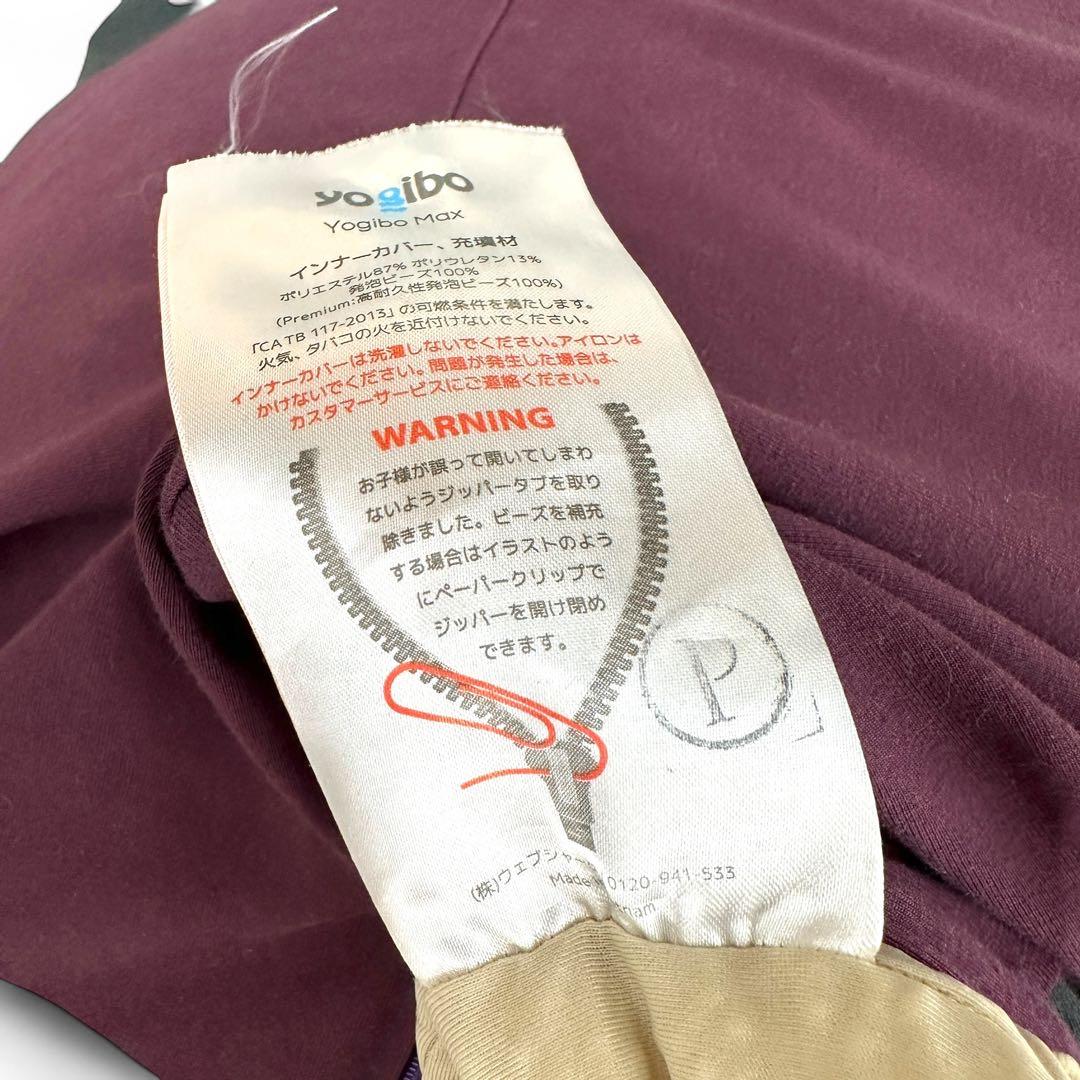 yogibo
Yogibo Max
インナーカバー、充填材
ポリエステル87% ポリウレタン13%
発泡ビーズ100%
(Premium:高耐久性発泡ビーズ100%)
「CA TB 117-2013」の可燃条件を満たします。
火気、タバコの火を近付けないでください。
インナーカバーは洗濯しないでください。アイロンは
かけないでください。問題が発生した場合は、
カスタマーサービスにご連絡ください。
WARNING
お子様が誤って開いてしまわ
ないようジッパータブを取り
除きました。ビーズを補充
する場合はイラストのよう
にペーパークリップで
ジッパーを開け閉め
できます。
P
(株)ウェブシャー 0120-941-533
Made